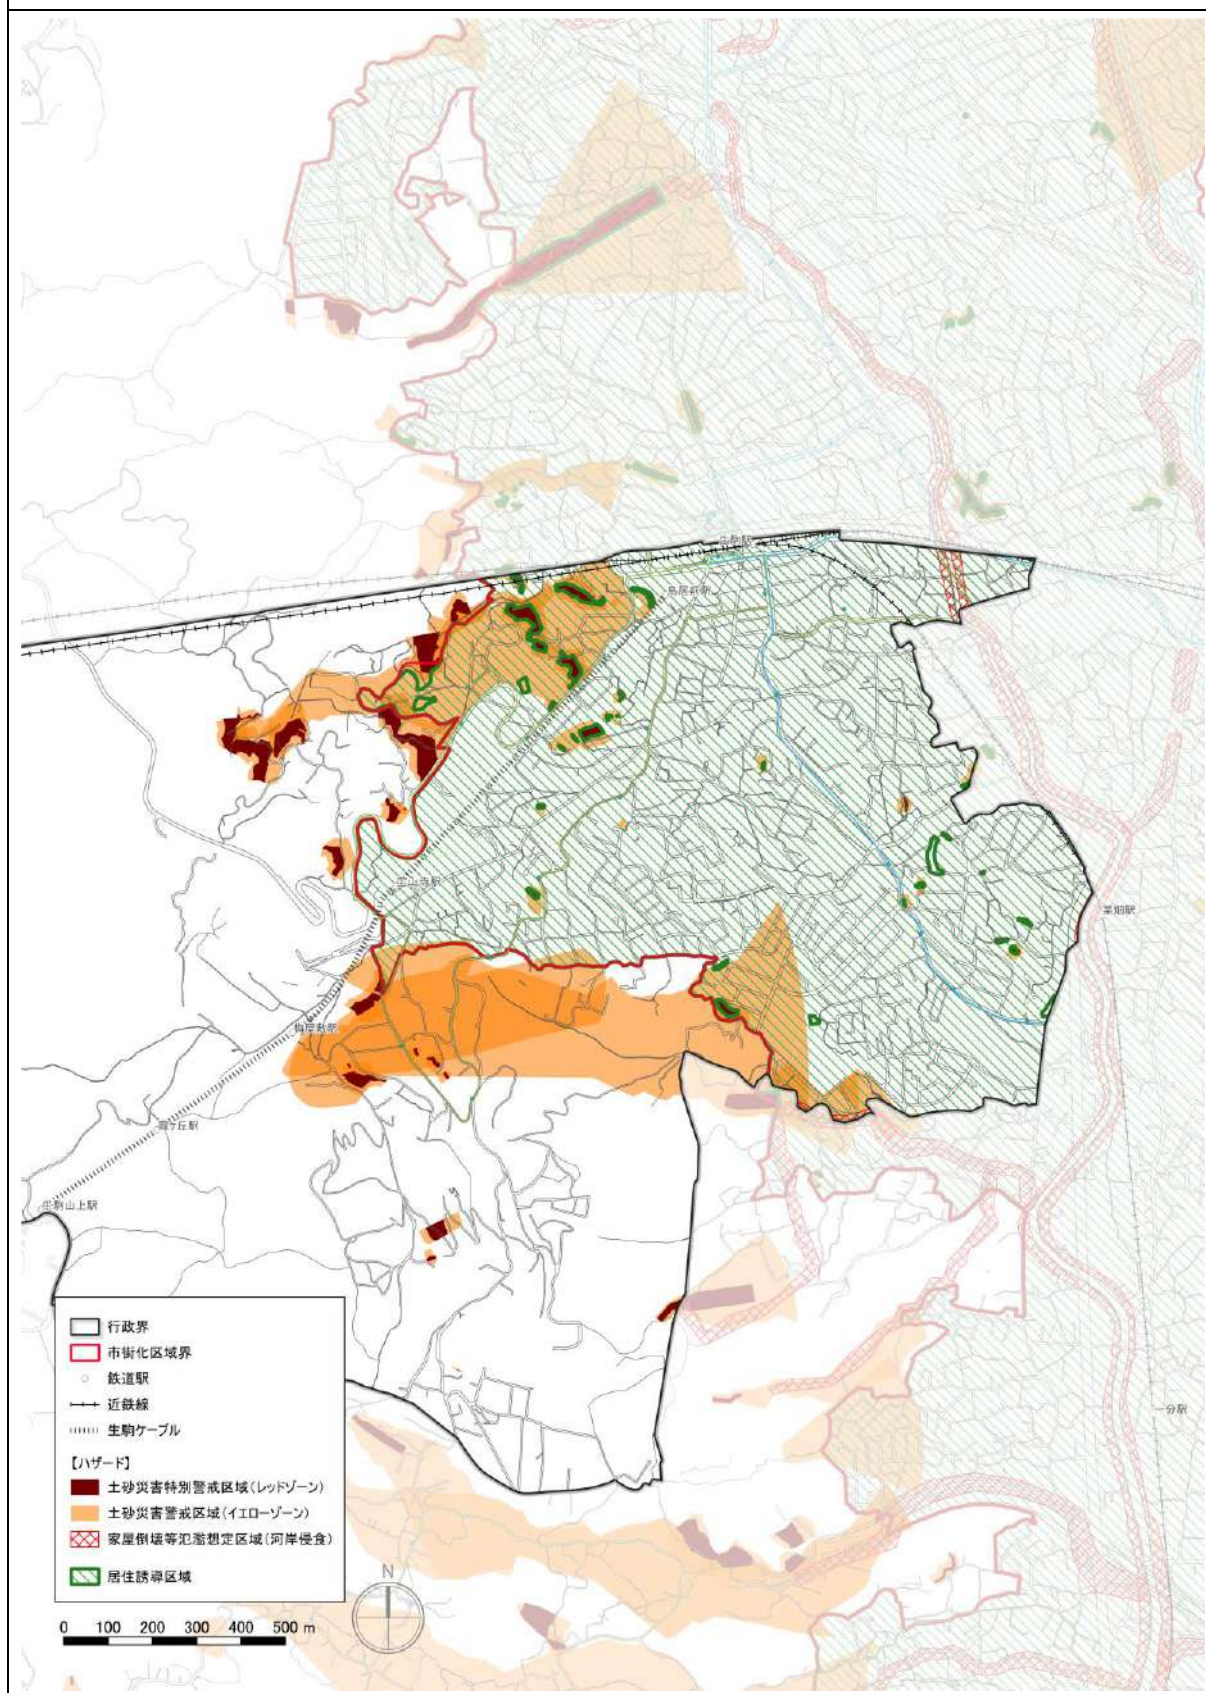 生駒駅
鳥居前駅
宝山寺駅
菜畑駅
梅屋敷駅
霞ヶ丘駅
生駒山上駅
一分駅
行政界
市街化区域界
鉄道駅
近鉄線
生駒ケーブル
【ハザード】
土砂災害特別警戒区域(レッドゾーン)
土砂災害警戒区域(イエローゾーン)
家屋倒壊等氾濫想定区域(河岸侵食)
居住誘導区域
N
0 100 200 300 400 500 m